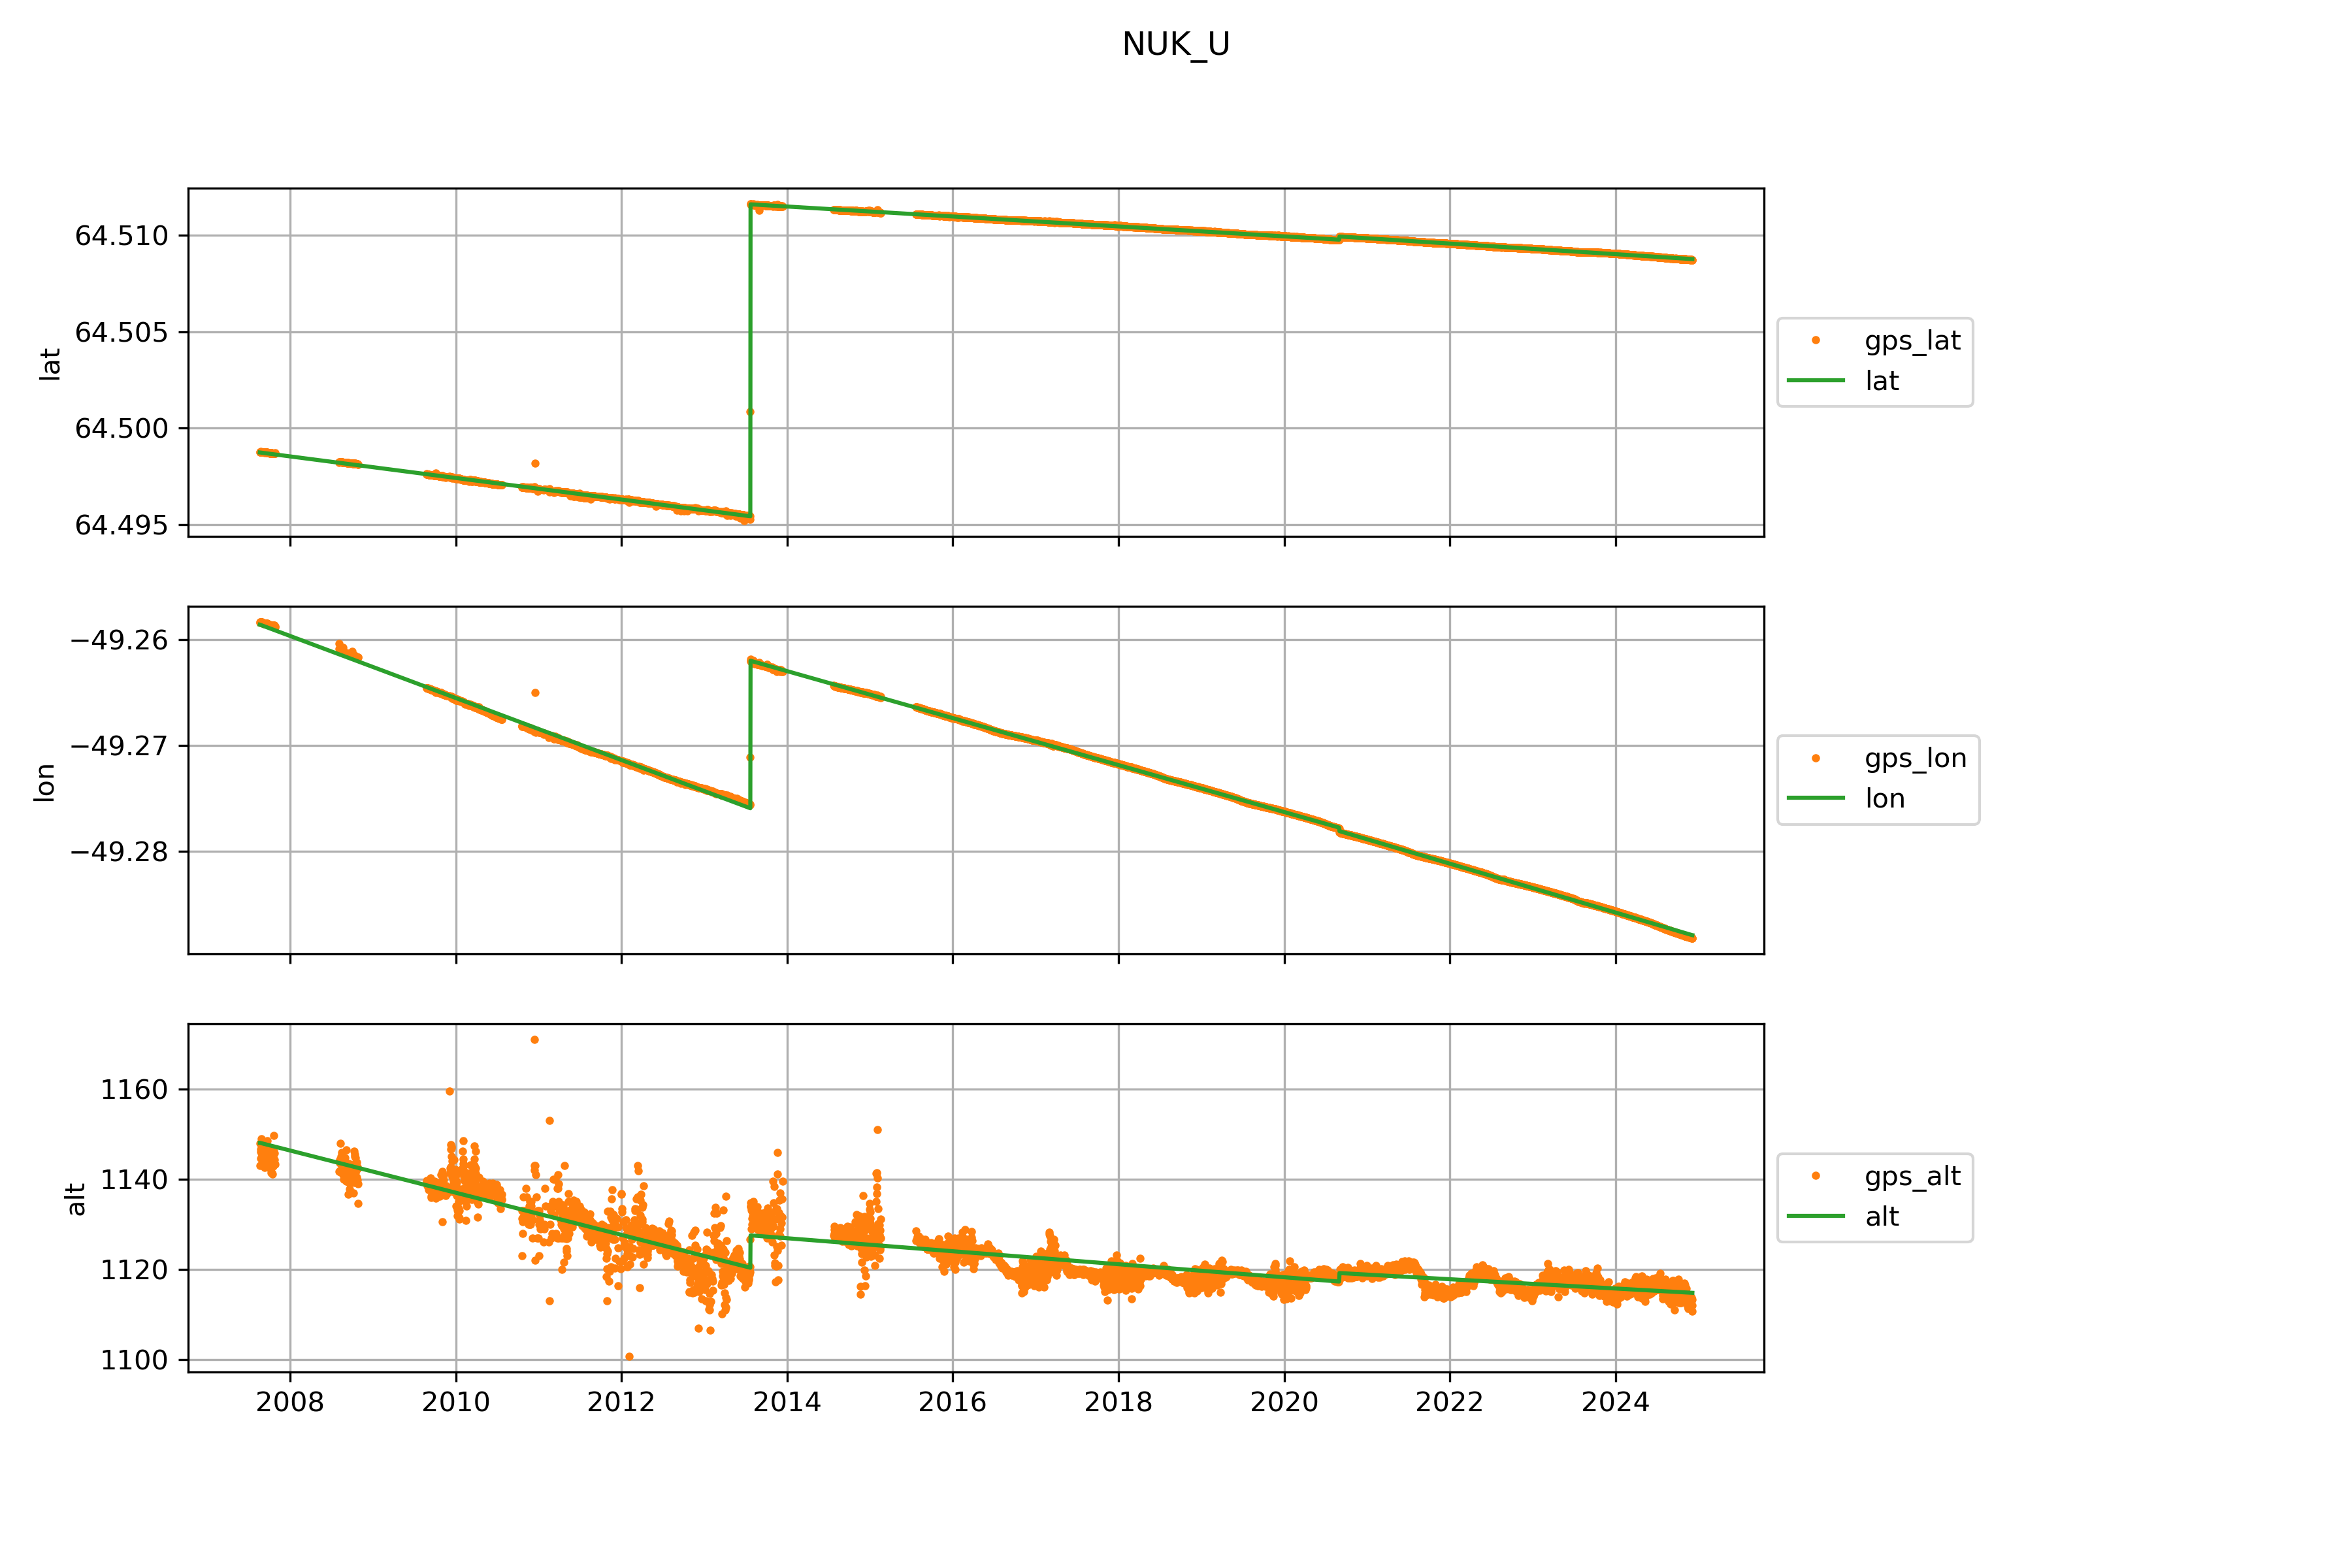 NUK_U
64.510
64.505
64.500
64.495
lat
gps_lat
lat
−49.26
−49.27
−49.28
lon
gps_lon
lon
1160
1140
1120
1100
alt
gps_alt
alt
2008 2010 2012 2014 2016 2018 2020 2022 2024